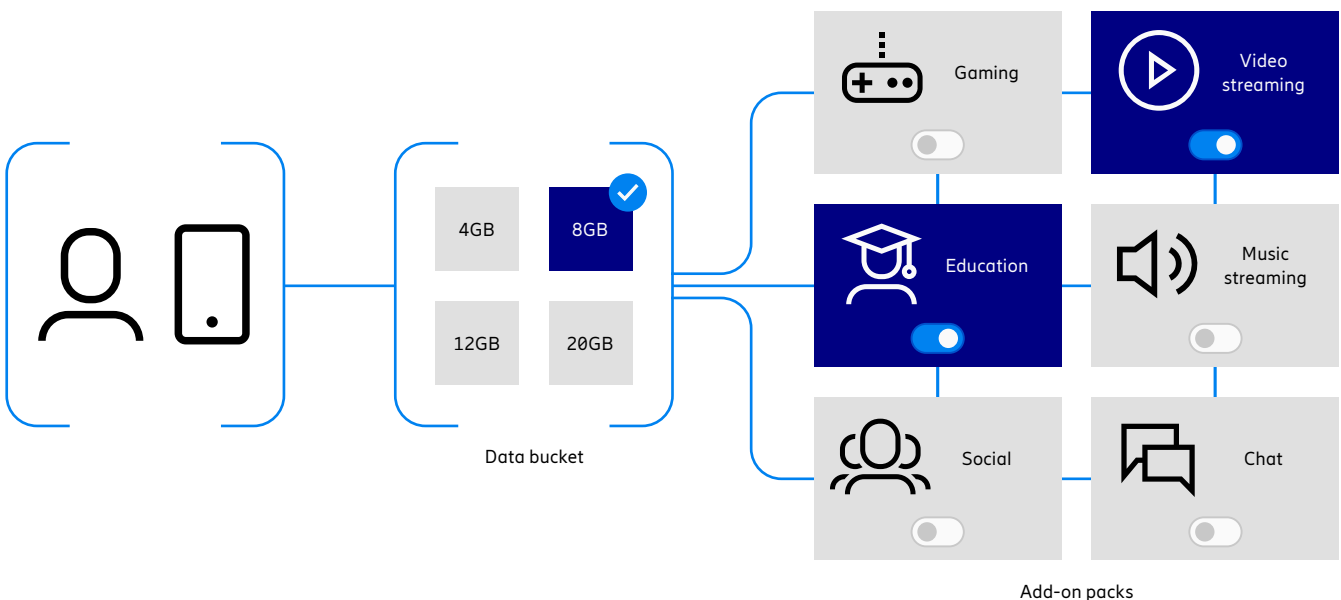 4GB
8GB
12GB
20GB
Data bucket
Gaming
Video
streaming
Education
Music
streaming
Social
Chat
Add-on packs